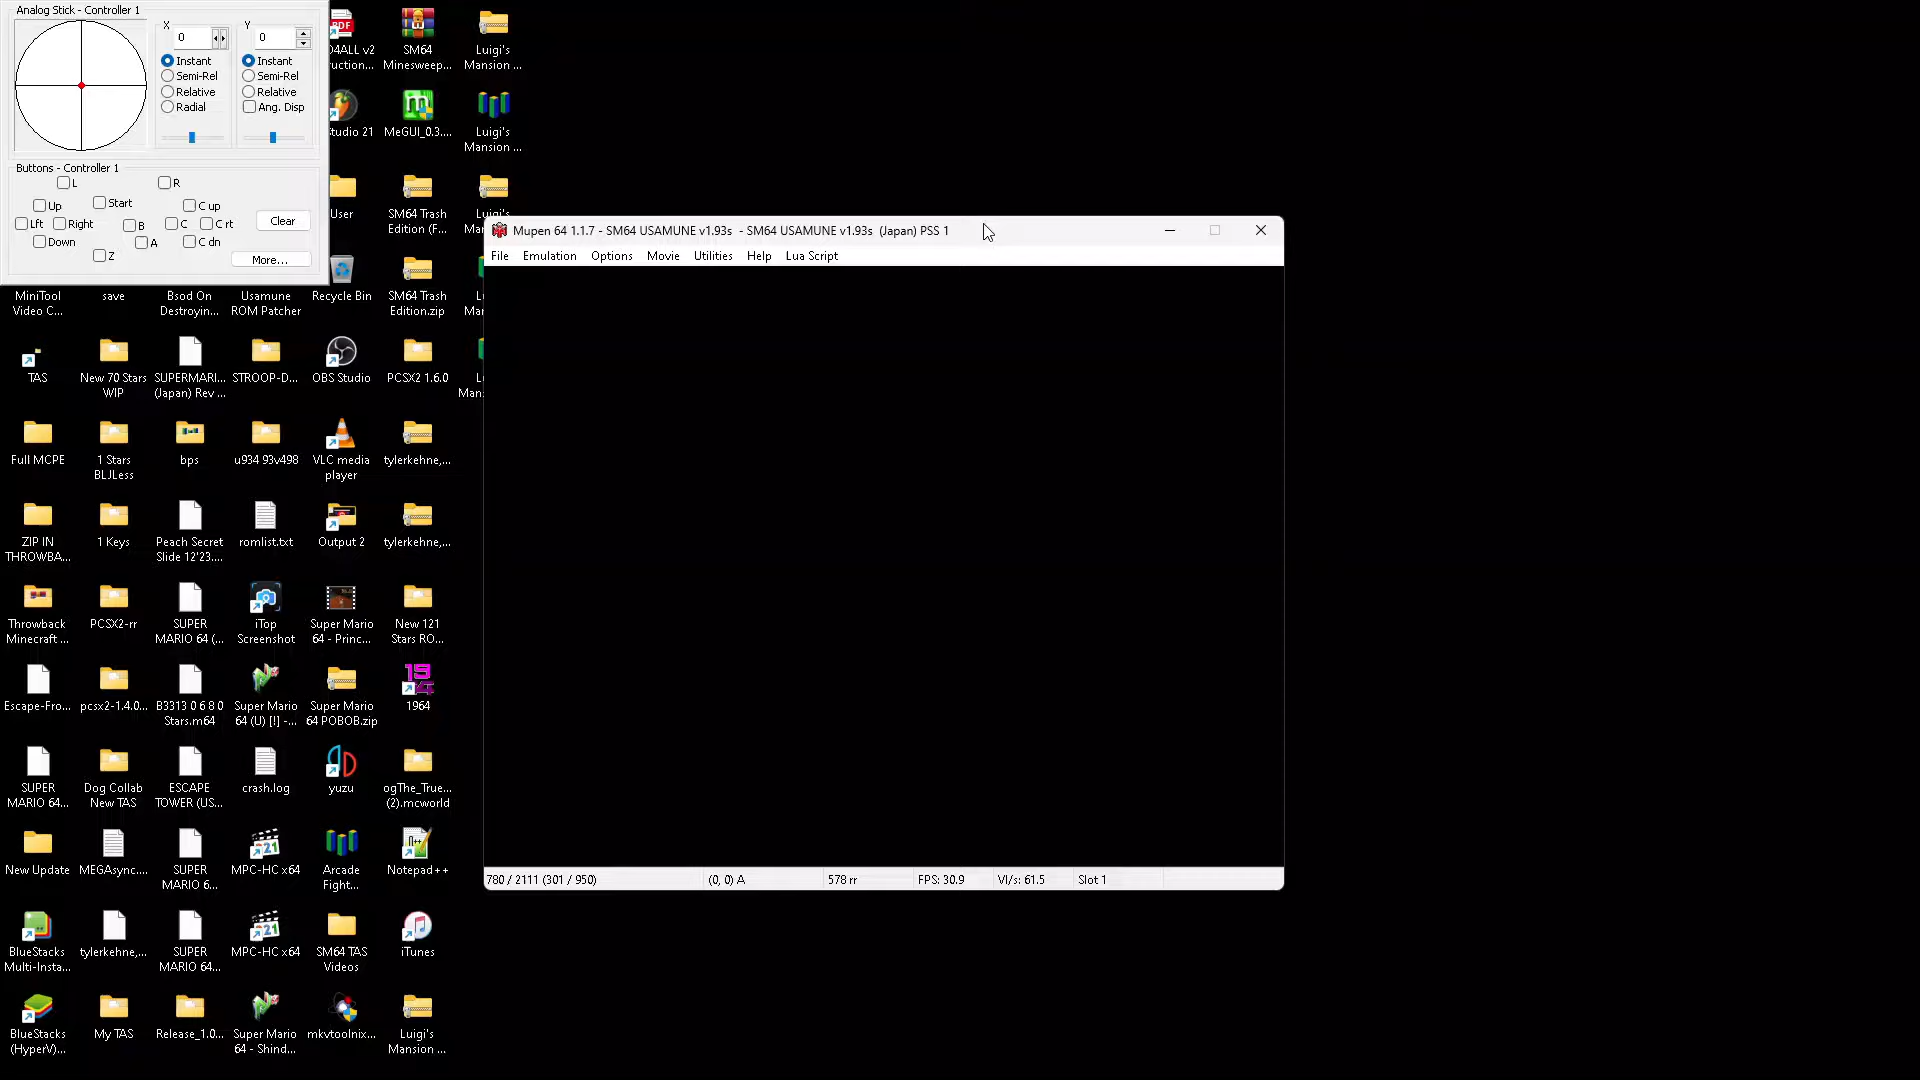 Analog Stick - Controller 1
X
Y
0
0
Instant
Instant
Semi-Rel
Semi-Rel
Relative
Relative
Radial
Ang. Disp
Buttons - Controller 1
L
R
Up
Start
C up
Lft
Right
B
C
C rt
Clear
Down
A
C dn
Z
More...
PDF
04ALL v2
ruction...
SM64
Minesweep...
Luigi's
Mansion ...
Studio 21
MeGUI_0.3....
Luigi's
Mansion ...
User
SM64 Trash
Edition (F...
Luigi's
Man
MiniTool
Video C...
save
Bsod On
Destroyin...
Usamune
ROM Patcher
Recycle Bin
SM64 Trash
Edition.zip
Lu
Man
TAS
New 70 Stars
WIP
SUPERMARI...
(Japan) Rev ...
STROOP-D...
OBS Studio
PCSX2 1.6.0
Lu
Mans
Full MCPE
1 Stars
BLJLess
bps
u934 93v498
VLC media
player
tylerkehne,...
ZIP IN
THROWBA...
1 Keys
Peach Secret
Slide 12'23....
romlist.txt
Output 2
tylerkehne,...
Throwback
Minecraft ...
PCSX2-rr
SUPER
MARIO 64 (...
iTop
Screenshot
Super Mario
64 - Princ...
New 121
Stars RO...
Escape-Fro...
pcsx2-1.4.0...
B3313 0 6 8 0
Stars.m64
Super Mario
64 (U) [!] -...
Super Mario
64 POBOB.zip
1964
1964
SUPER
MARIO 64...
Dog Collab
New TAS
ESCAPE
TOWER (US...
crash.log
yuzu
ogThe_True...
(2).mcworld
New Update
MEGAsync....
SUPER
MARIO 6...
321
MPC-HC x64
Arcade
Fight...
Notepad++
BlueStacks
Multi-Insta...
tylerkehne,...
SUPER
MARIO 64...
321
MPC-HC x64
SM64 TAS
Videos
iTunes
BlueStacks
(HyperV)...
My TAS
Release_1.0...
Super Mario
64 - Shind...
mkvtoolnix...
Luigi's
Mansion ...
Mupen 64 1.1.7 - SM64 USAMUNE v1.93s - SM64 USAMUNE v1.93s (Japan) PSS 1
File Emulation Options Movie Utilities Help Lua Script
780 / 2111 (301 / 950) (0, 0) A 578 rr FPS: 30.9 VI/s: 61.5 Slot 1